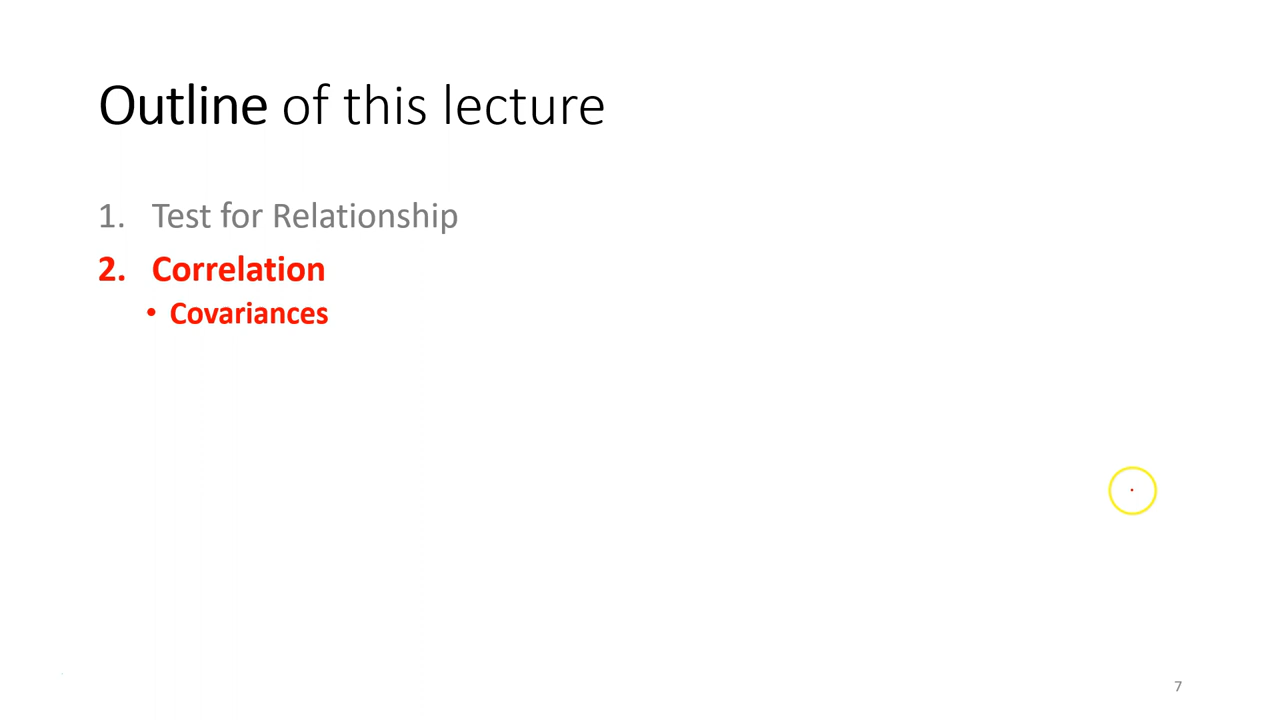 Outline of this lecture
1. Test for Relationship
2. Correlation
• Covariances
7